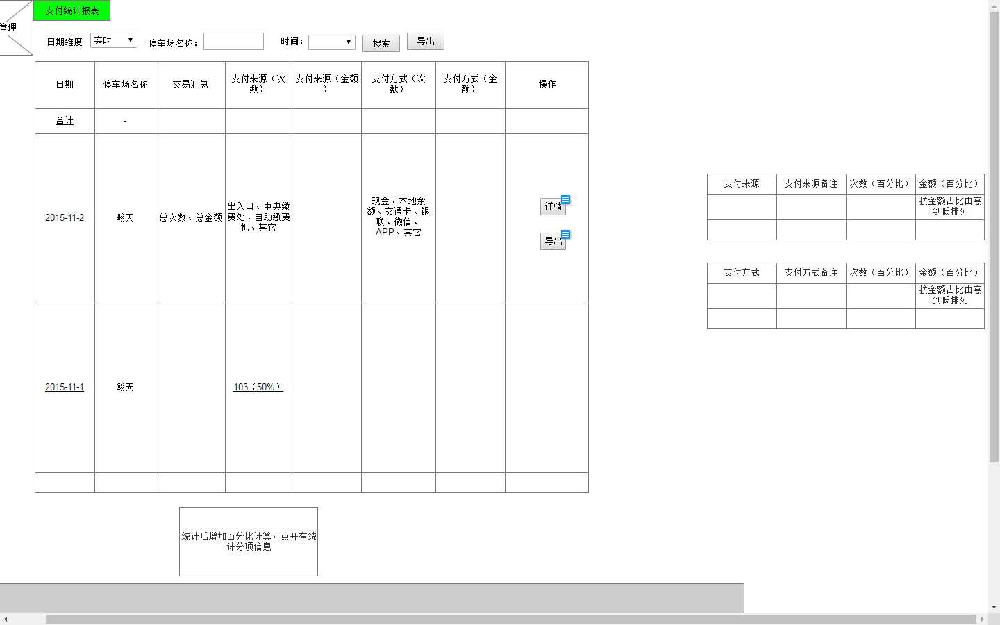 支付统计报表
管理
日期维度 实时 停车场名称： 时间： 搜索 导出
日期 停车场名称 交易汇总 支付来源（次
数） 支付来源（金额
） 支付方式（次
数） 支付方式（金
额） 操作
合计 -
2015-11-2 瀚天 总次数、总金额 出入口、中央缴
费处、自助缴费
机、其它 现金、本地余
额、交通卡、银
联、微信、
APP、其它 详情
导出
2015-11-1 瀚天 103（50%）
统计后增加百分比计算，点开有统
计分项信息
支付来源 支付来源备注 次数（百分比） 金额（百分比）
按金额占比由高
到低排列
支付方式 支付方式备注 次数（百分比） 金额（百分比）
按金额占比由高
到低排列